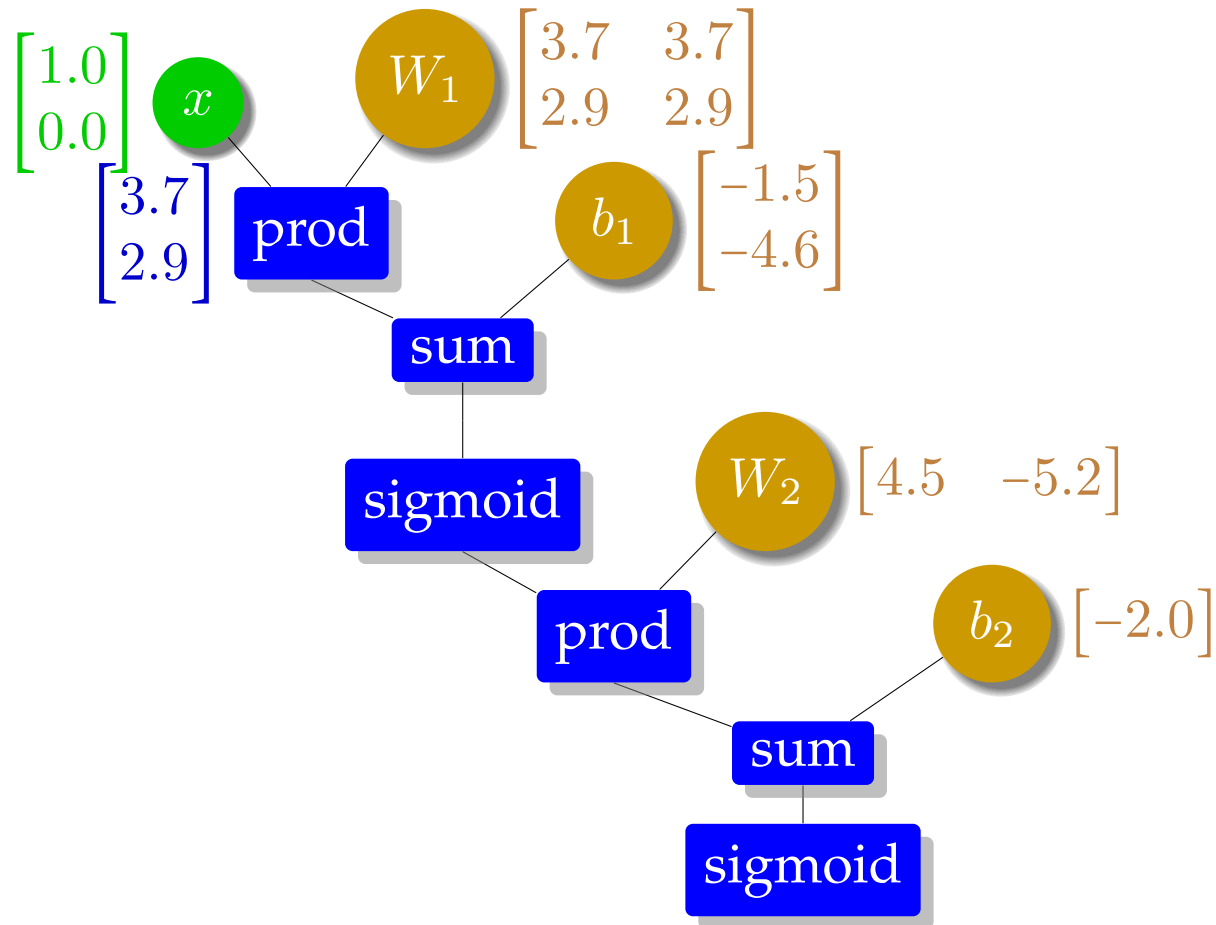 [1.0
0.0]
x
W₁
[3.7 3.7
2.9 2.9]
[3.7
2.9]
prod
b₁
[−1.5
−4.6]
sum
sigmoid
W₂
[4.5 −5.2]
prod
b₂
[−2.0]
sum
sigmoid